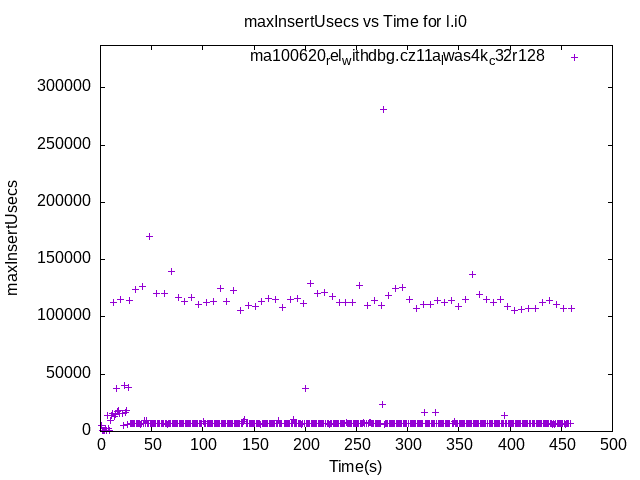 maxInsertUsecs vs Time for l.i0
ma100620relwithdbg.cz11alwas4kc32r128
300000
250000
200000
150000
100000
50000
0
maxInsertUsecs
0 50 100 150 200 250 300 350 400 450 500
Time(s)